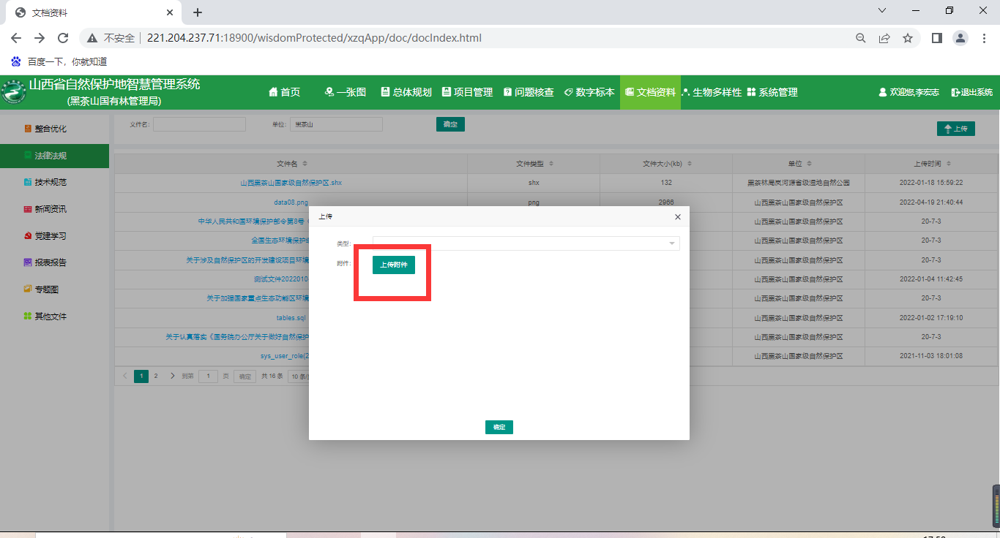 文档资料
不安全 221.204.237.71:18900/wisdomProtected/xzqApp/doc/docIndex.html
百度一下，你就知道
山西省自然保护地智慧管理系统
(黑茶山国有林管理局)
首页 一张图 总体规划 项目管理 问题核查 数字标本 文档资料 生物多样性 系统管理 欢迎您,李宏志 退出系统
整合优化
法律法规
技术规范
新闻资讯
党建学习
报表报告
专题图
其他文件
文件名: 单位: 黑茶山 确定 上传
文件名 文件类型 文件大小(kb) 单位 上传时间
山西黑茶山国家级自然保护区.shx shx 132 黑茶林局岚河源省级湿地自然公园 2022-01-18 15:59:22
data08.png png 2966 山西黑茶山国家级自然保护区 2022-04-19 21:40:44
中华人民共和国环境保护部令第8号 山西黑茶山国家级自然保护区 20-7-3
全国生态环境保护 山西黑茶山国家级自然保护区 20-7-3
关于涉及自然保护区的开发建设项目环境 山西黑茶山国家级自然保护区 20-7-3
测试文件2022010 山西黑茶山国家级自然保护区 2022-01-04 11:42:45
关于加强国家重点生态功能区环境 山西黑茶山国家级自然保护区 20-7-3
tables.sql 山西黑茶山国家级自然保护区 2022-01-02 17:19:10
关于认真落实《国务院办公厅关于做好自然保护 山西黑茶山国家级自然保护区 20-7-3
sys_user_role(2 山西黑茶山国家级自然保护区 2021-11-03 18:01:08
1 2 到第 1 页 确定 共 16 条 10 条/
上传
类型:
附件: 上传附件
确定